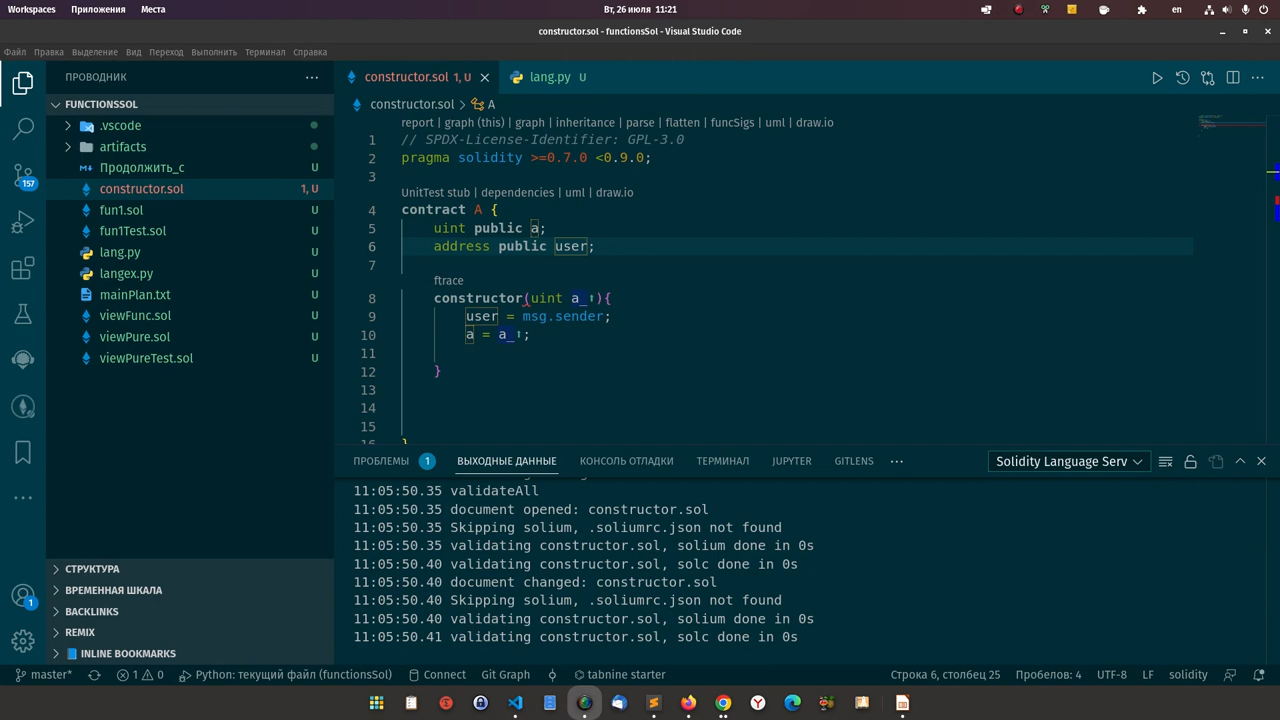 Workspaces Приложения Места Вт, 26 июля 11:21 en
constructor.sol - functionsSol - Visual Studio Code
Файл Правка Выделение Вид Переход Выполнить Терминал Справка
ПРОВОДНИК
constructor.sol 1, U
lang.py U
FUNCTIONSSOL
.vscode
artifacts
Продолжить_с U
constructor.sol 1, U
fun1.sol U
fun1Test.sol U
lang.py U
langex.py U
mainPlan.txt U
viewFunc.sol U
viewPure.sol U
viewPureTest.sol U
СТРУКТУРА
ВРЕМЕННАЯ ШКАЛА
BACKLINKS
REMIX
INLINE BOOKMARKS
157
1
constructor.sol > A
report | graph (this) | graph | inheritance | parse | flatten | funcSigs | uml | draw.io
1 // SPDX-License-Identifier: GPL-3.0
2 pragma solidity >=0.7.0 <0.9.0;
3
UnitTest stub | dependencies | uml | draw.io
4 contract A {
5 uint public a;
6 address public user;
7
ftrace
8 constructor(uint a_⬆){
9 user = msg.sender;
10 a = a_⬆;
11
12 }
13
14
15
16 }
ПРОБЛЕМЫ 1 ВЫХОДНЫЕ ДАННЫЕ КОНСОЛЬ ОТЛАДКИ ТЕРМИНАЛ JUPYTER GITLENS ··· Solidity Language Serv
11:05:50.35 validateAll
11:05:50.35 document opened: constructor.sol
11:05:50.35 Skipping solium, .soliumrc.json not found
11:05:50.35 validating constructor.sol, solium done in 0s
11:05:50.40 validating constructor.sol, solc done in 0s
11:05:50.40 document changed: constructor.sol
11:05:50.40 Skipping solium, .soliumrc.json not found
11:05:50.40 validating constructor.sol, solium done in 0s
11:05:50.41 validating constructor.sol, solc done in 0s
master* 1 0 Python: текущий файл (functionsSol) Connect Git Graph tabnine starter Строка 6, столбец 25 Пробелов: 4 UTF-8 LF solidity